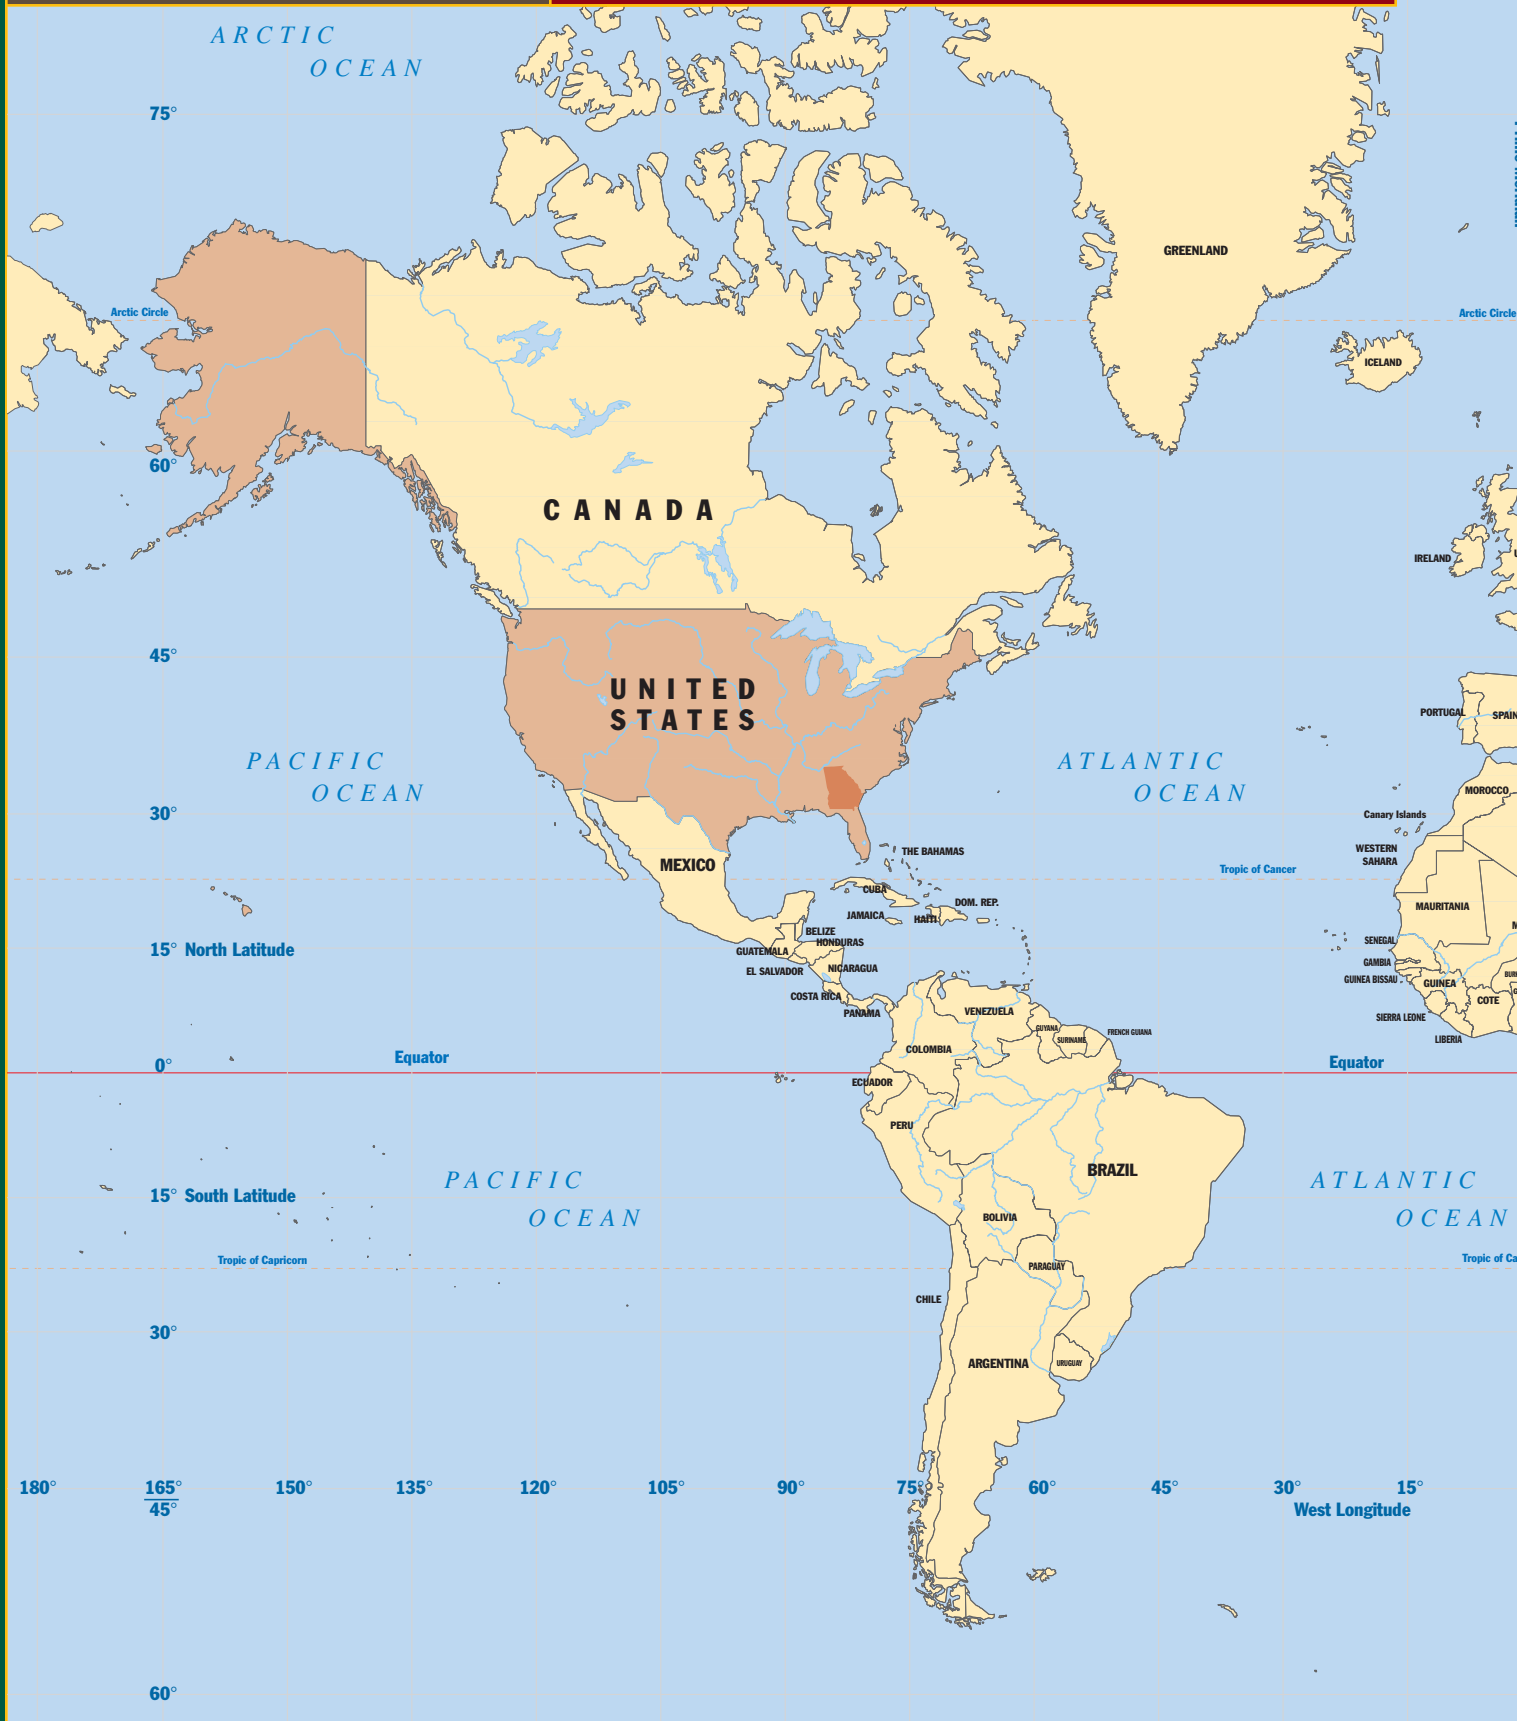 ARCTIC
OCEAN
75°
GREENLAND
Arctic Circle
Arctic Circle
ICELAND
60°
CANADA
IRELAND
45°
UNITED
STATES
PORTUGAL
SPAIN
PACIFIC
OCEAN
ATLANTIC
OCEAN
MOROCCO
30°
Canary Islands
THE BAHAMAS
WESTERN
SAHARA
MEXICO
Tropic of Cancer
CUBA
DOM. REP.
JAMAICA
HAITI
MAURITANIA
BELIZE
HONDURAS
SENEGAL
15° North Latitude
GUATEMALA
GAMBIA
EL SALVADOR
NICARAGUA
GUINEA BISSAU
GUINEA
COSTA RICA
COTE
PANAMA
VENEZUELA
SIERRA LEONE
GUYANA
FRENCH GUIANA
SURINAME
LIBERIA
COLOMBIA
0°
Equator
Equator
ECUADOR
PERU
BRAZIL
PACIFIC
OCEAN
ATLANTIC
OCEAN
15° South Latitude
BOLIVIA
Tropic of Capricorn
Tropic of Ca
PARAGUAY
CHILE
30°
ARGENTINA
URUGUAY
180°
165°
150°
135°
120°
105°
90°
75°
60°
45°
30°
15°
45°
West Longitude
60°